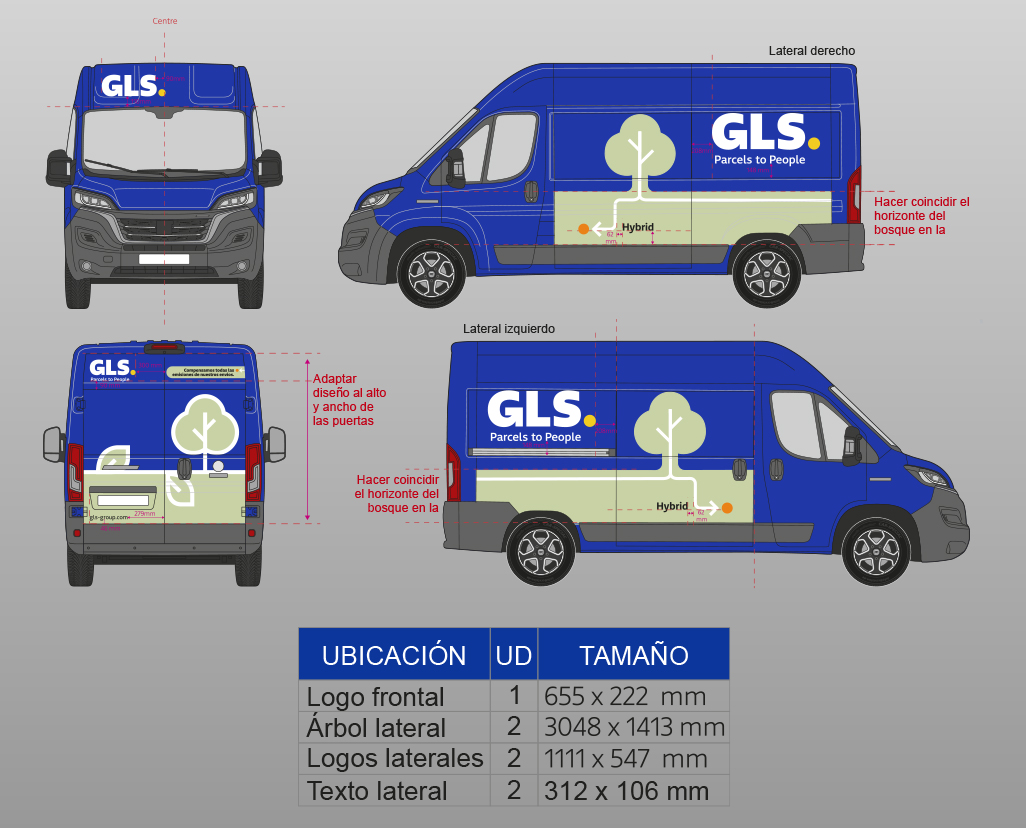 Centre
GLS.
Lateral derecho
GLS.
Parcels to People
Hybrid
62
mm
Hacer coincidir el
horizonte del
bosque en la
GLS.
Parcels to People
Compensamos todas las
emisiones de nuestros envíos.
gls-group.com
279mm
Adaptar
diseño al alto
y ancho de
las puertas
Lateral izquierdo
GLS.
Parcels to People
Hybrid
62
mm
Hacer coincidir
el horizonte del
bosque en la
UBICACIÓN UD TAMAÑO
Logo frontal 1 655 x 222 mm
Árbol lateral 2 3048 x 1413 mm
Logos laterales 2 1111 x 547 mm
Texto lateral 2 312 x 106 mm